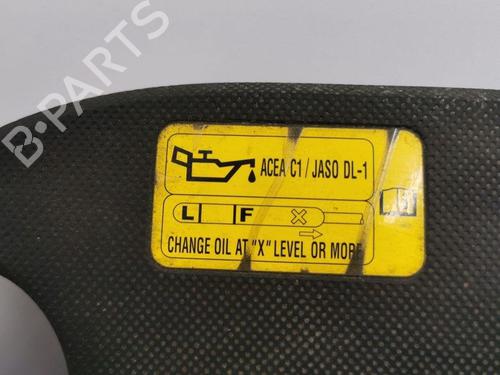 B-PARTS
ACEA C1 / JASO DL-1
L F X
CHANGE OIL AT "X" LEVEL OR MORE